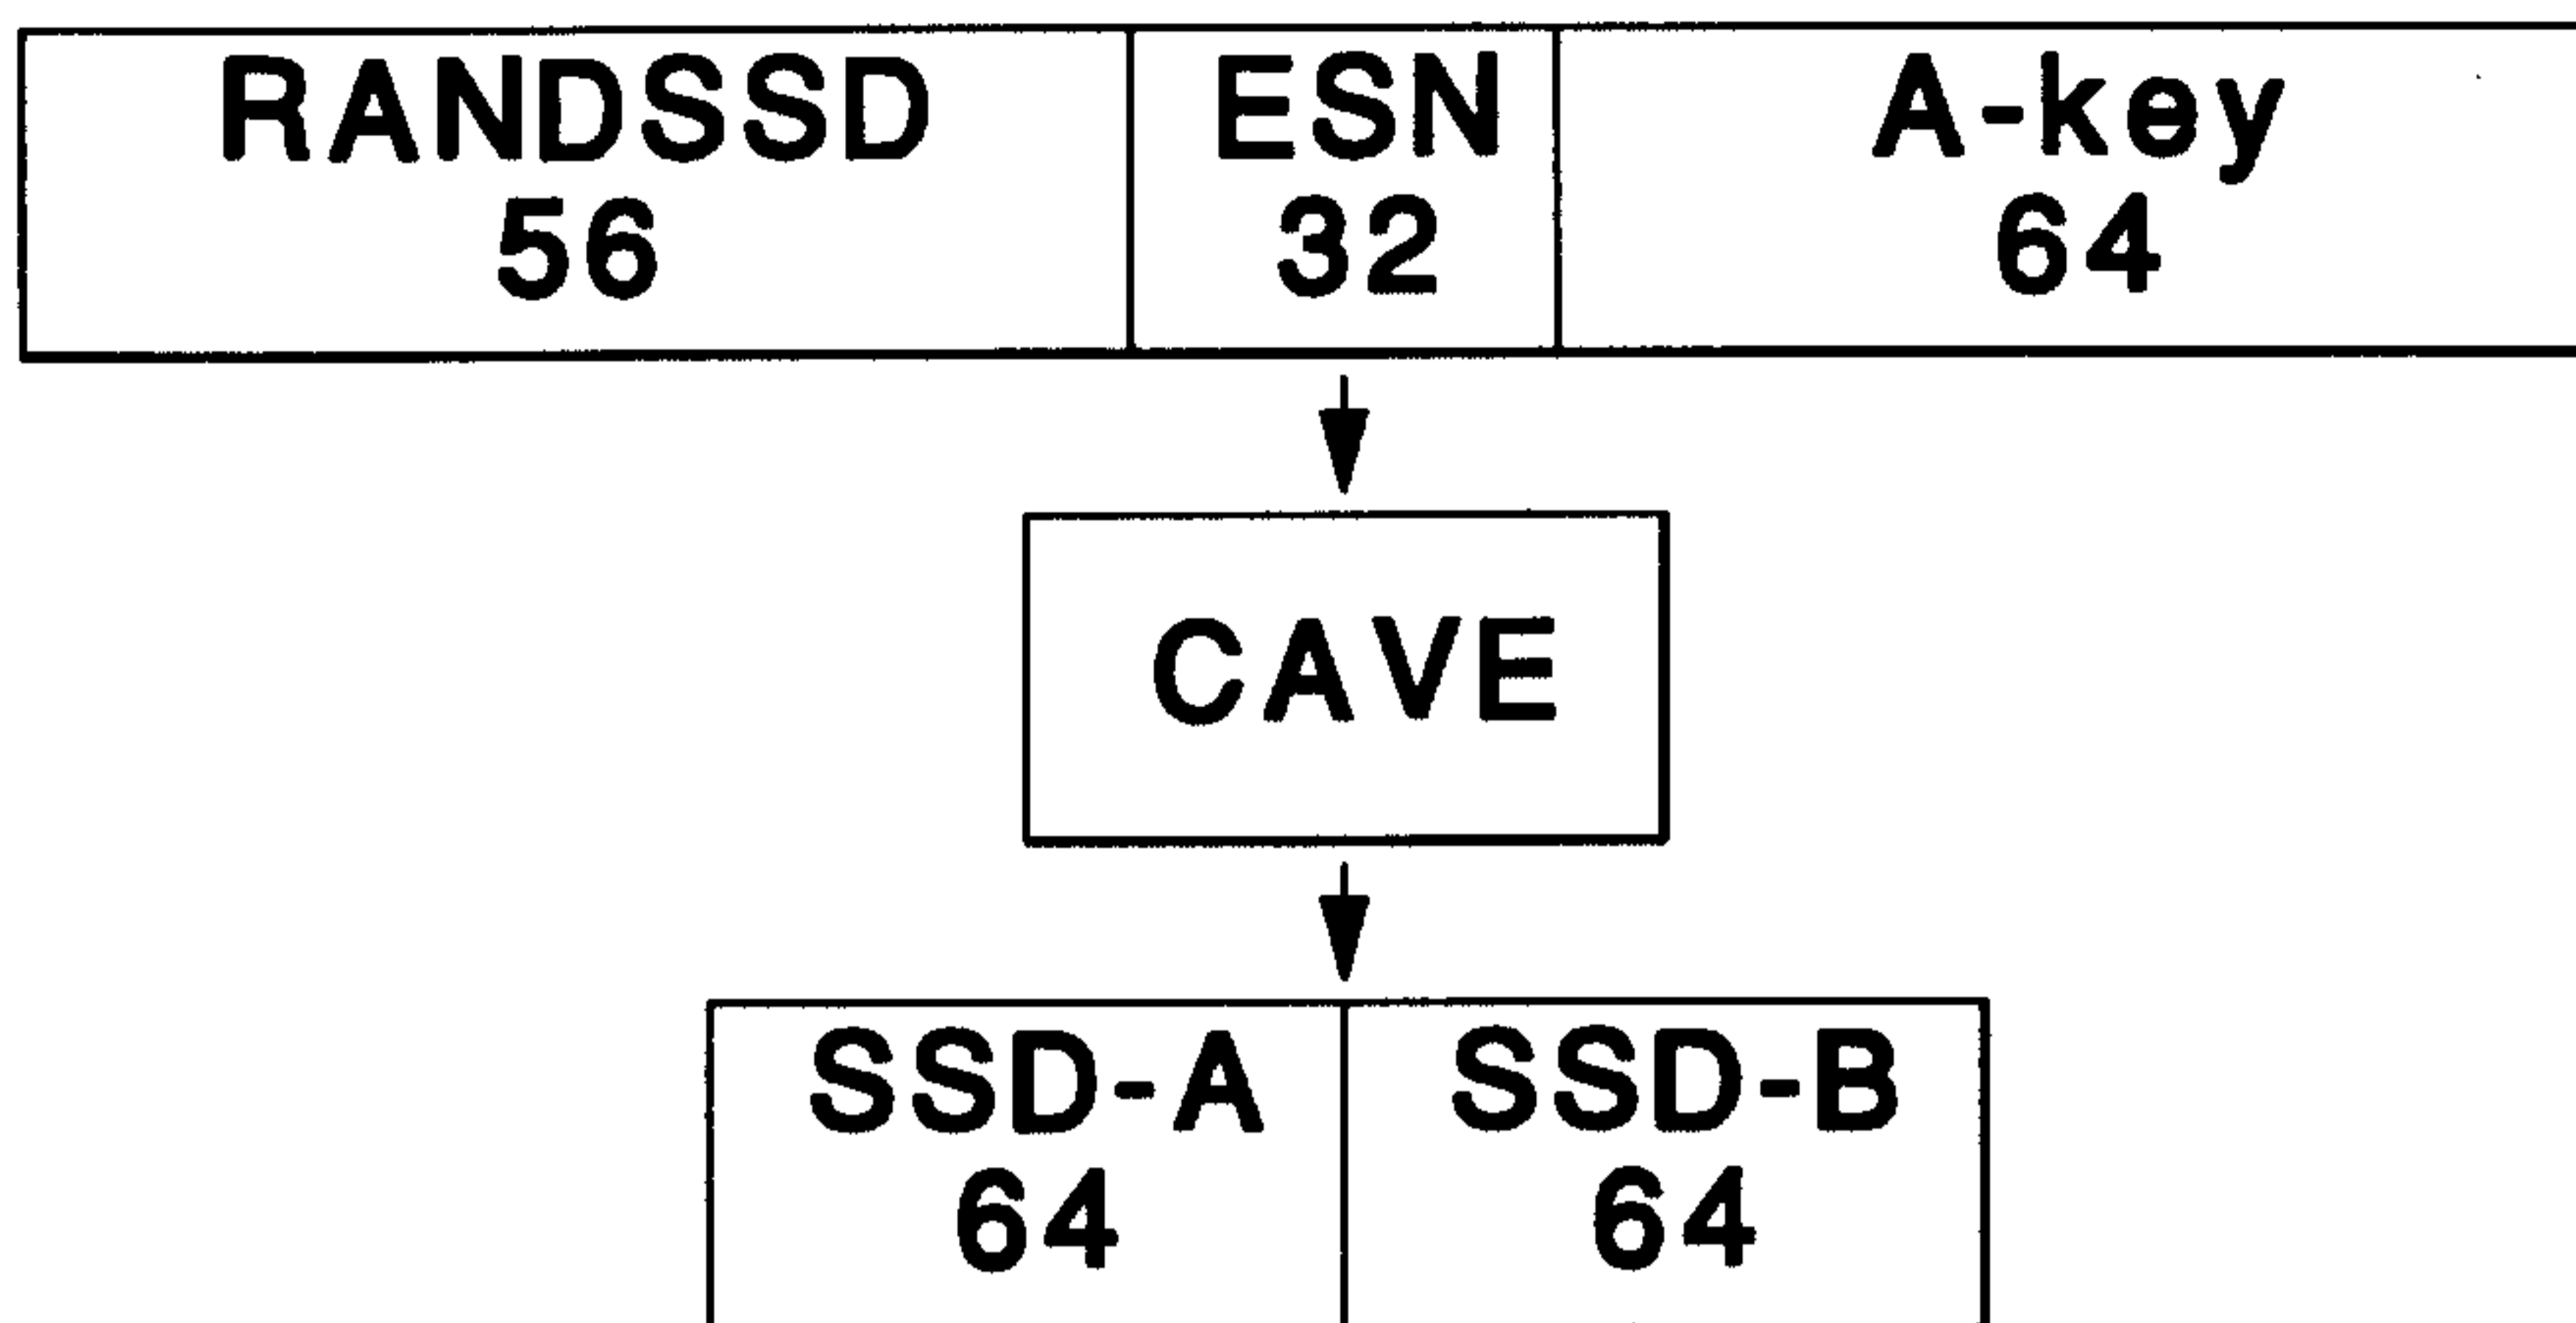 RANDSSD ESN A-key
56 32 64
CAVE
SSD-A SSD-B
64 64